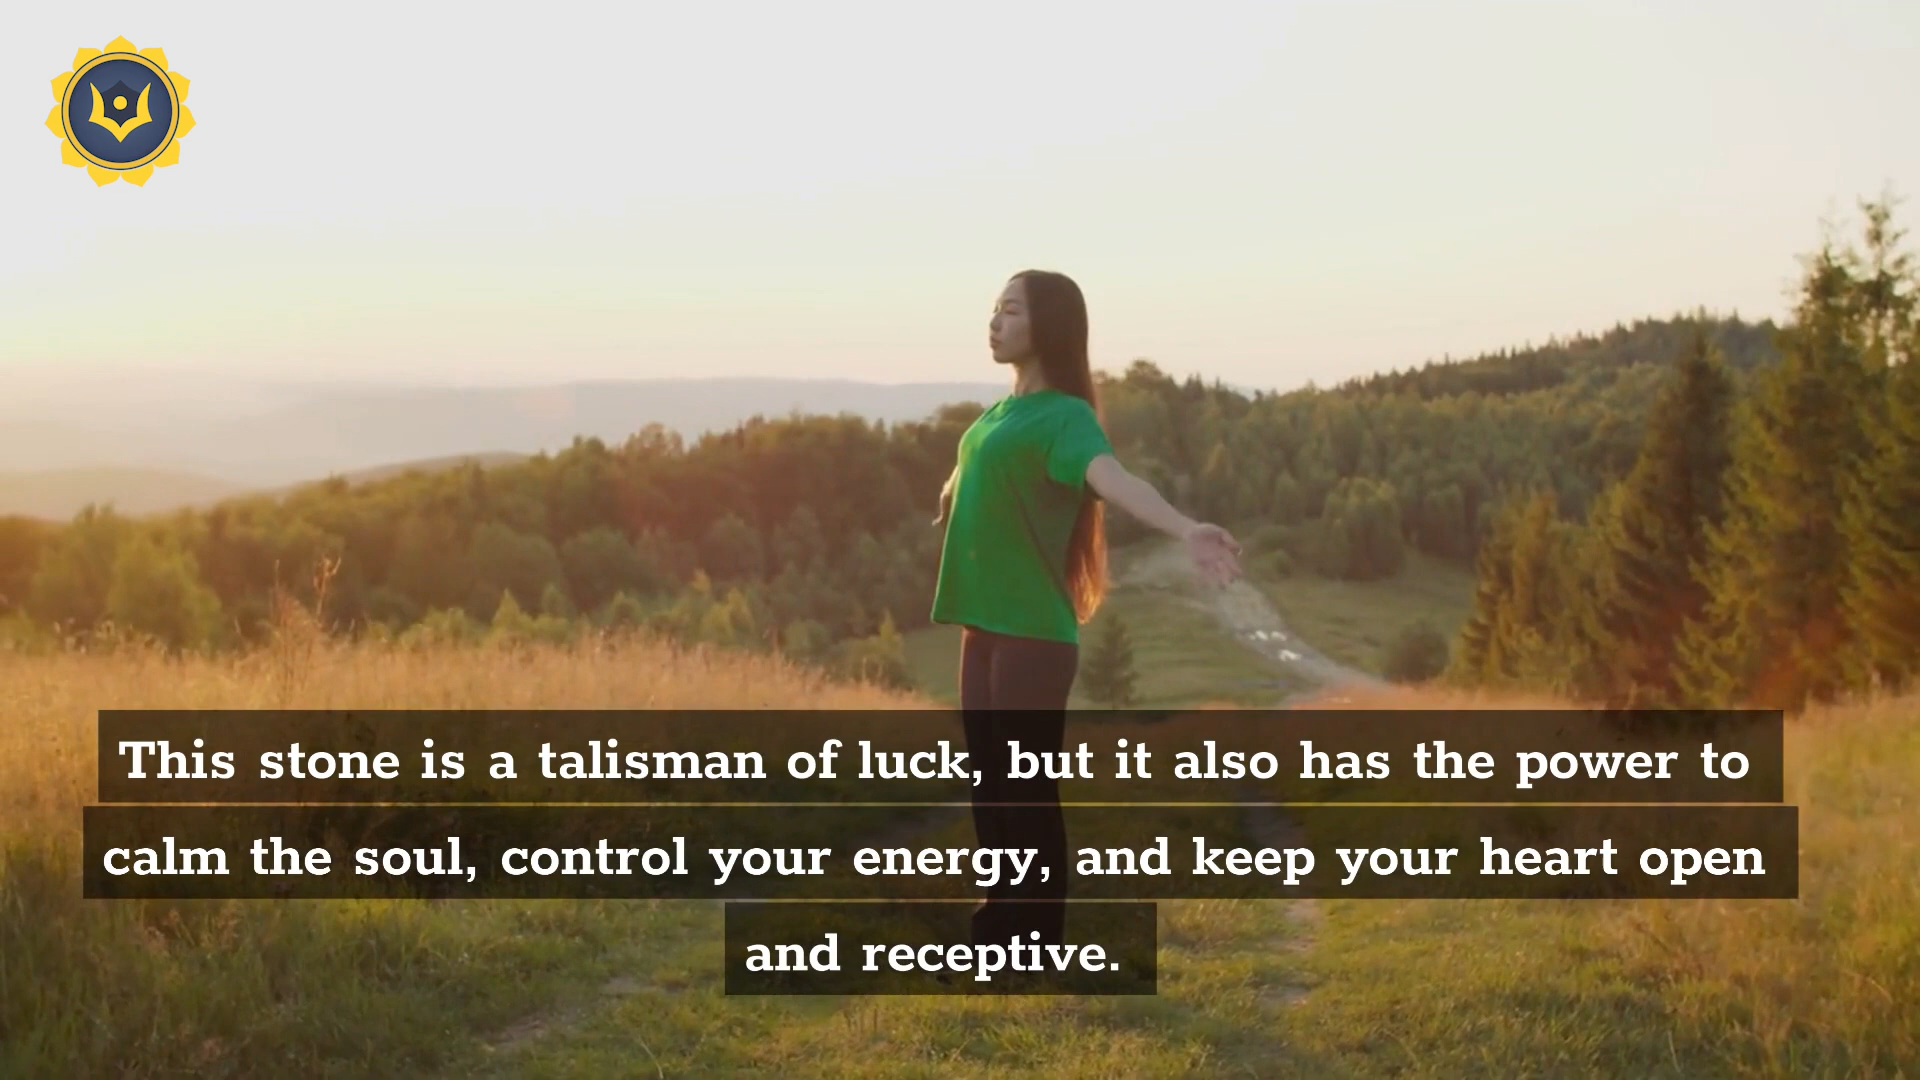 This stone is a talisman of luck, but it also has the power to
calm the soul, control your energy, and keep your heart open
and receptive.